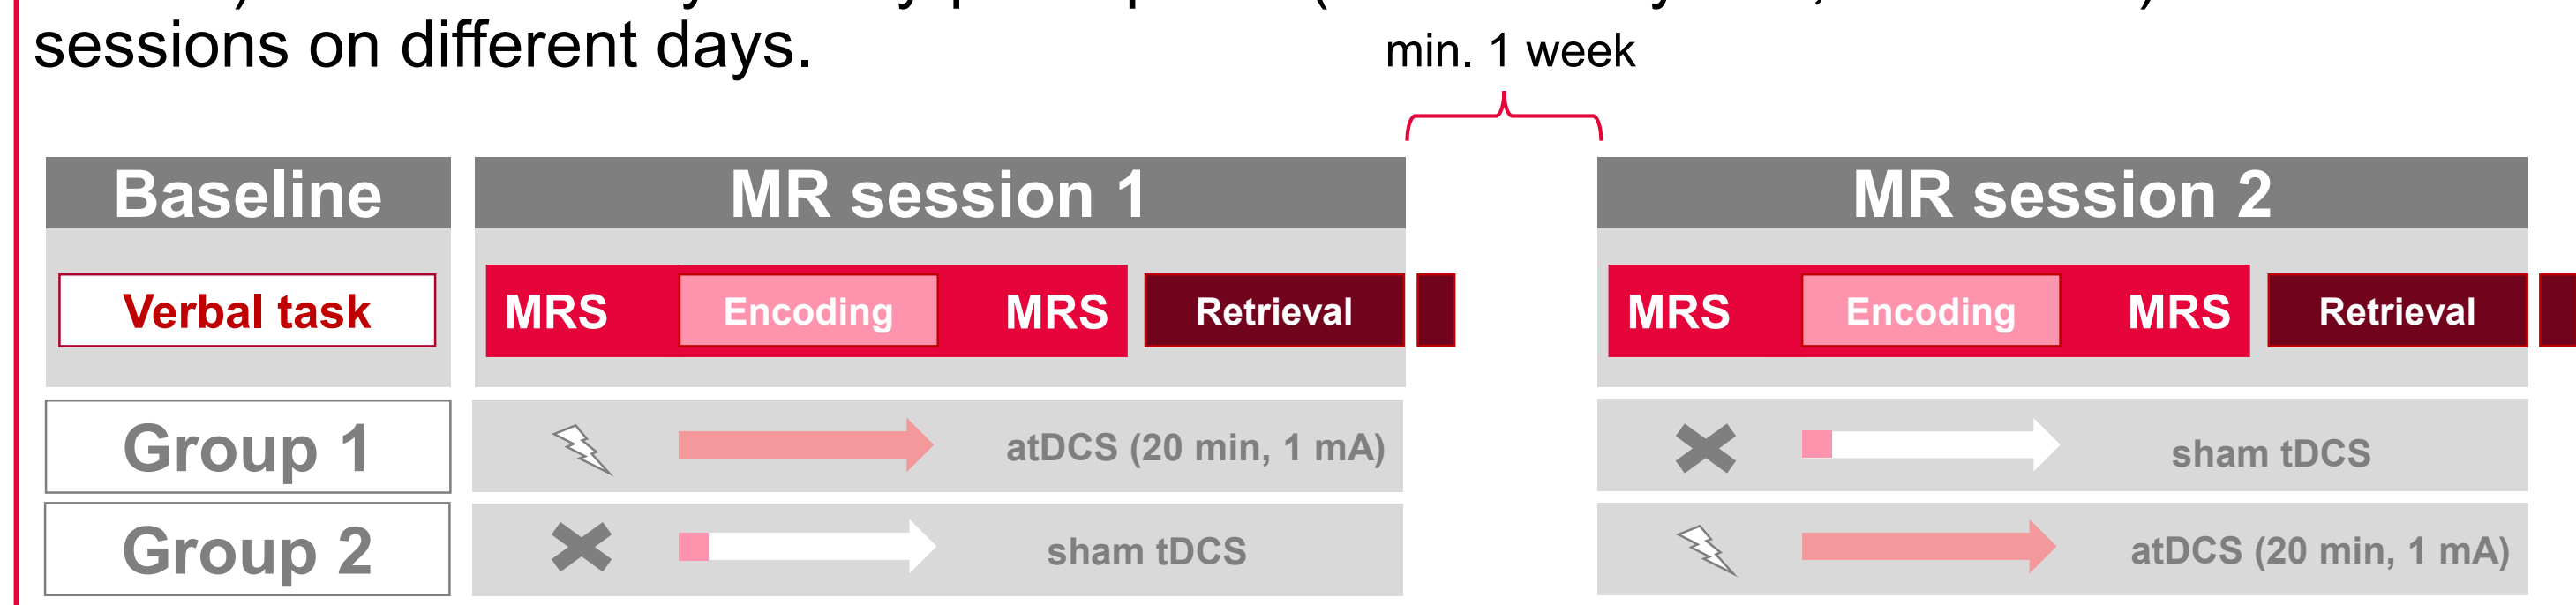 sessions on different days.
min. 1 week
Baseline
MR session 1
MR session 2
Verbal task
MRS
Encoding
MRS
Retrieval
MRS
Encoding
MRS
Retrieval
Group 1
atDCS (20 min, 1 mA)
sham tDCS
Group 2
sham tDCS
atDCS (20 min, 1 mA)